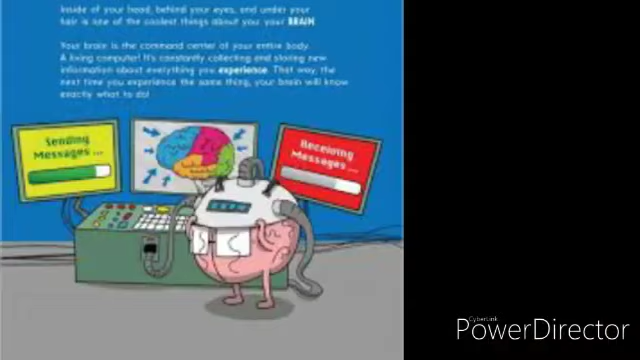 Inside of your head, behind your eyes, and under your
hair is one of the coolest things about you: your BRAIN!
Your brain is the command center of your entire body.
A living computer! It's constantly collecting and storing new
information about everything you experience. That way, the
next time you experience the same thing, your brain will know
exactly what to do!
Sending
Messages...
Receiving
Messages...
CyberLink
PowerDirector